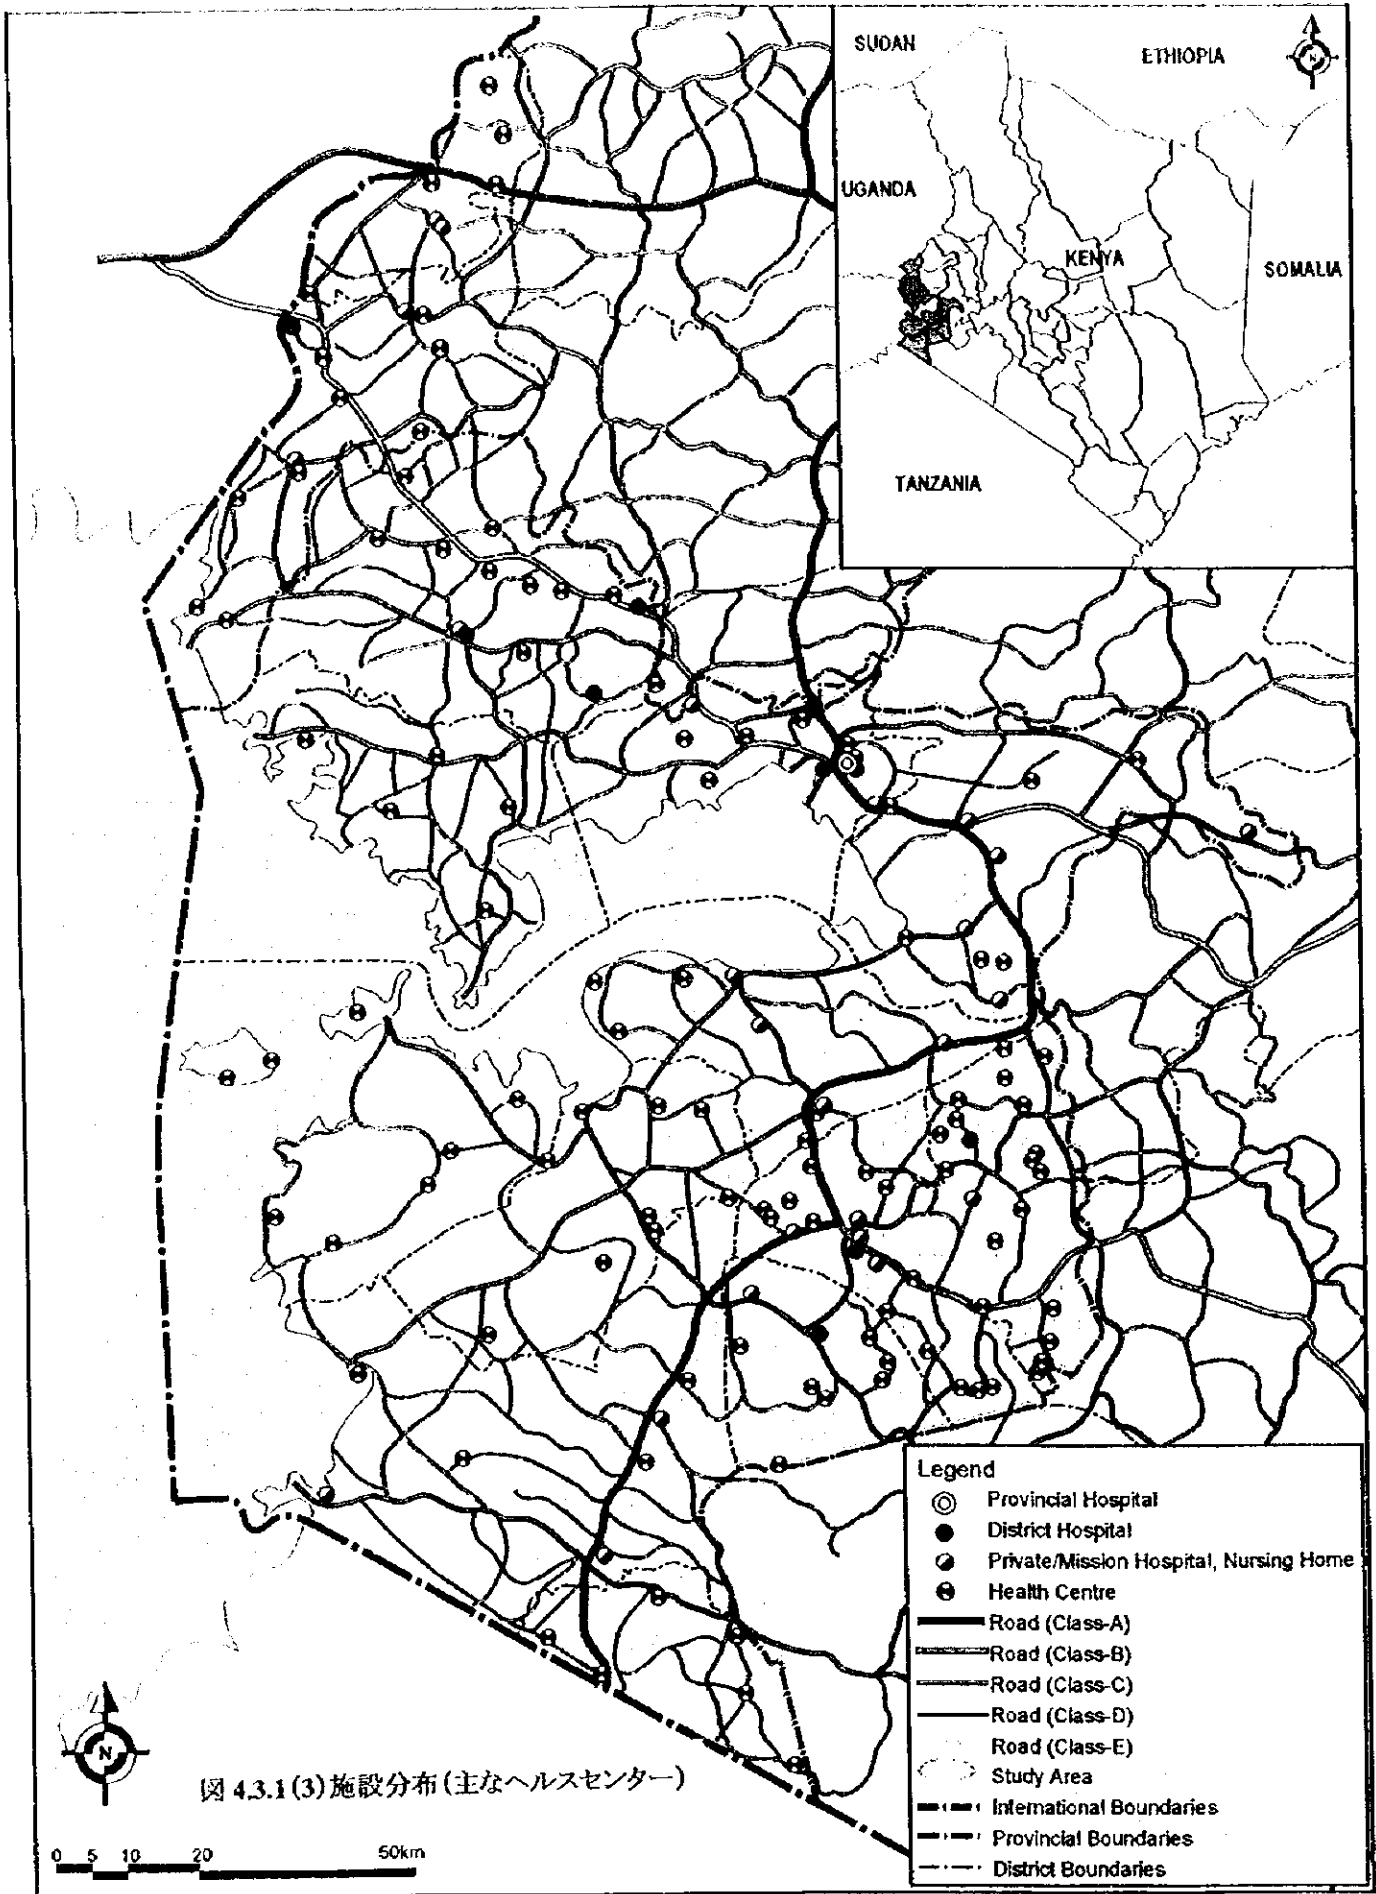 SUDAN
ETHIOPIA
N
UGANDA
KENYA
SOMALIA
TANZANIA
Legend
Provincial Hospital
District Hospital
Private/Mission Hospital, Nursing Home
Health Centre
Road (Class-A)
Road (Class-B)
Road (Class-C)
Road (Class-D)
Road (Class-E)
Study Area
International Boundaries
Provincial Boundaries
District Boundaries
N
図 4.3.1(3)施設分布(主なヘルスセンター)
0 5 10 20 50km